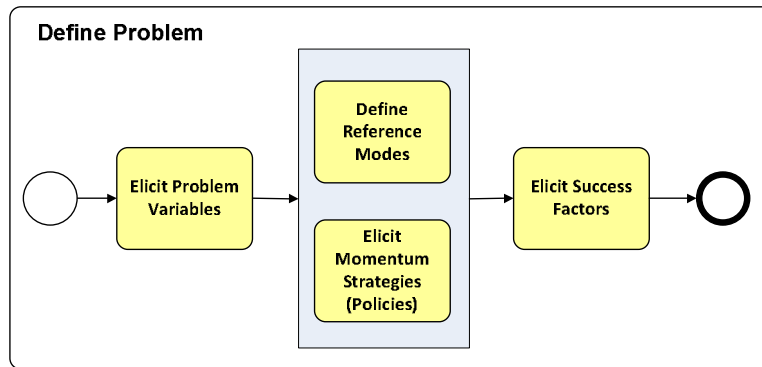 Define Problem
Elicit Problem
Variables
Define
Reference
Modes
Elicit
Momentum
Strategies
(Policies)
Elicit Success
Factors